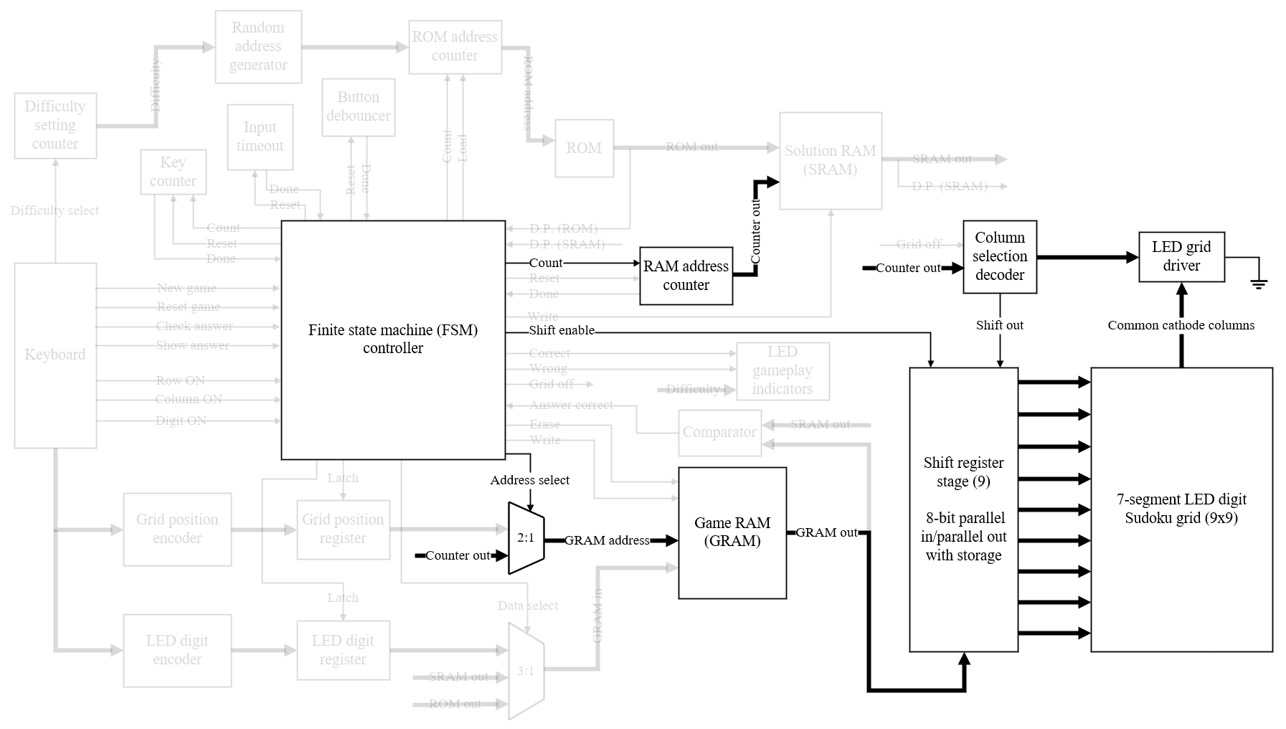 Random
address
generator
ROM address
counter
Difficulty
ROM address
Difficulty
setting
counter
Input
timeout
Button
debouncer
Count
Load
ROM
ROM out
Solution RAM
(SRAM)
SRAM out
D.P. (SRAM)
Key
counter
Done
Reset
Reset
Done
Difficulty select
Count
Reset
Done
D.P. (ROM)
D.P. (SRAM)
Count
Reset
Done
RAM address
counter
Counter out
Grid off
Counter out
Column
selection
decoder
LED grid
driver
Keyboard
New game
Reset game
Check answer
Show answer
Row ON
Column ON
Digit ON
Finite state machine (FSM)
controller
Write
Shift enable
Shift out
Common cathode columns
Correct
Wrong
Grid off
Difficulty
LED
gameplay
indicators
Answer correct
Comparator
SRAM out
Erase
Write
Latch
Address select
Grid position
encoder
Grid position
register
Counter out
2:1
GRAM address
Game RAM
(GRAM)
GRAM out
Shift register
stage (9)
8-bit parallel
in/parallel out
with storage
7-segment LED digit
Sudoku grid (9x9)
Latch
Data select
GRAM in
LED digit
encoder
LED digit
register
SRAM out
ROM out
3:1